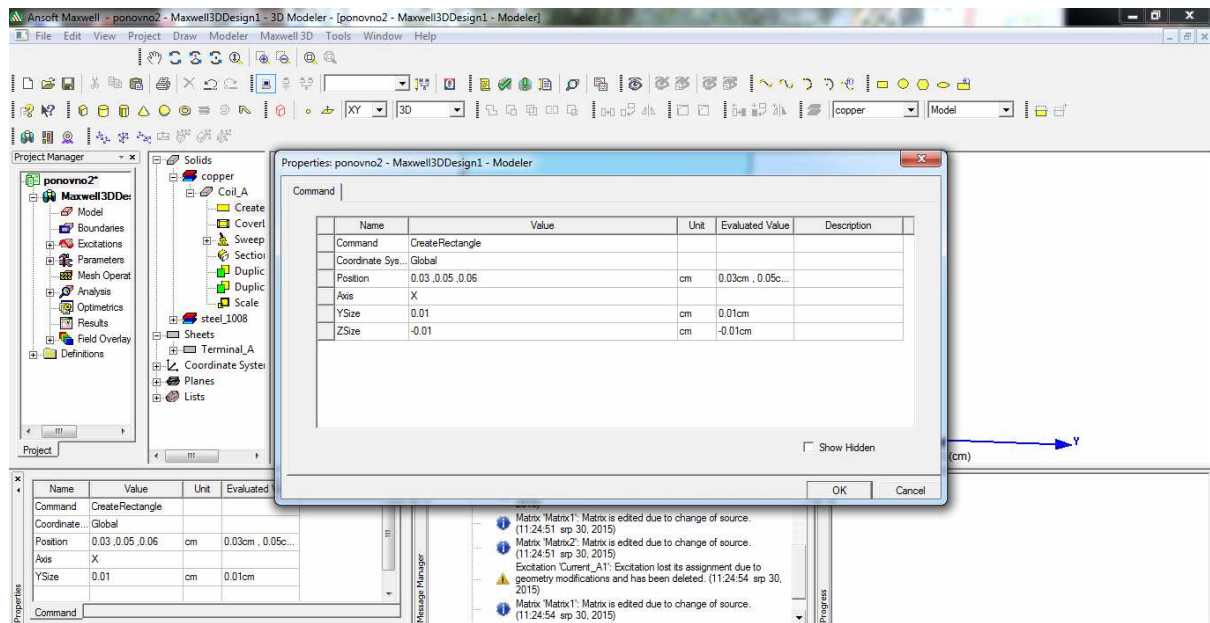 Ansoft Maxwell - ponovno2 - Maxwell3DDesign1 - 3D Modeler - [ponovno2 - Maxwell3DDesign1 - Modeler]
File Edit View Project Draw Modeler Maxwell 3D Tools Window Help
XY 3D copper Model
Project Manager
ponovno2*
Maxwell3DDe:
Model
Boundaries
Excitations
Parameters
Mesh Operat
Analysis
Optimetrics
Results
Field Overlay
Definitions
Project
Solids
copper
Coil_A
Create
Coverl
Sweep
Section
Duplic
Duplic
Scale
steel_1008
Sheets
Terminal_A
Coordinate Syste
Planes
Lists
Properties: ponovno2 - Maxwell3DDesign1 - Modeler
Command
Name Value Unit Evaluated Value Description
Command CreateRectangle
Coordinate Sys... Global
Position 0.03 ,0.05 ,0.06 cm 0.03cm , 0.05c...
Axis X
YSize 0.01 cm 0.01cm
ZSize -0.01 cm -0.01cm
Show Hidden
OK Cancel
Y
(cm)
Name Value Unit Evaluated
Command CreateRectangle
Coordinate... Global
Position 0.03 ,0.05 ,0.06 cm 0.03cm , 0.05c...
Axis X
YSize 0.01 cm 0.01cm
Command
Properties
Message Manager
2015)
Matrix 'Matrix1': Matrix is edited due to change of source.
(11:24:51 srp 30, 2015)
Matrix 'Matrix2': Matrix is edited due to change of source.
(11:24:51 srp 30, 2015)
Excitation 'Current_A1': Excitation lost its assignment due to
geometry modifications and has been deleted. (11:24:54 srp 30,
2015)
Matrix 'Matrix1': Matrix is edited due to change of source.
(11:24:54 srp 30, 2015)
Progress